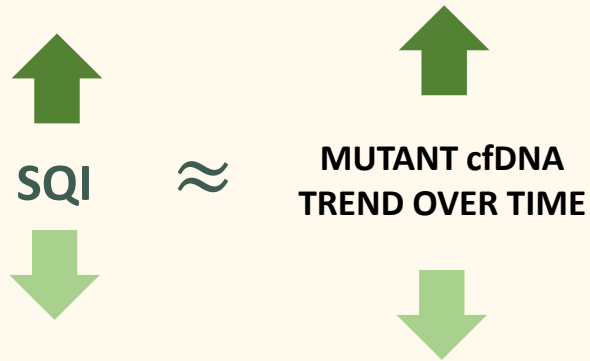 SQI
≈
MUTANT cfDNA
TREND OVER TIME